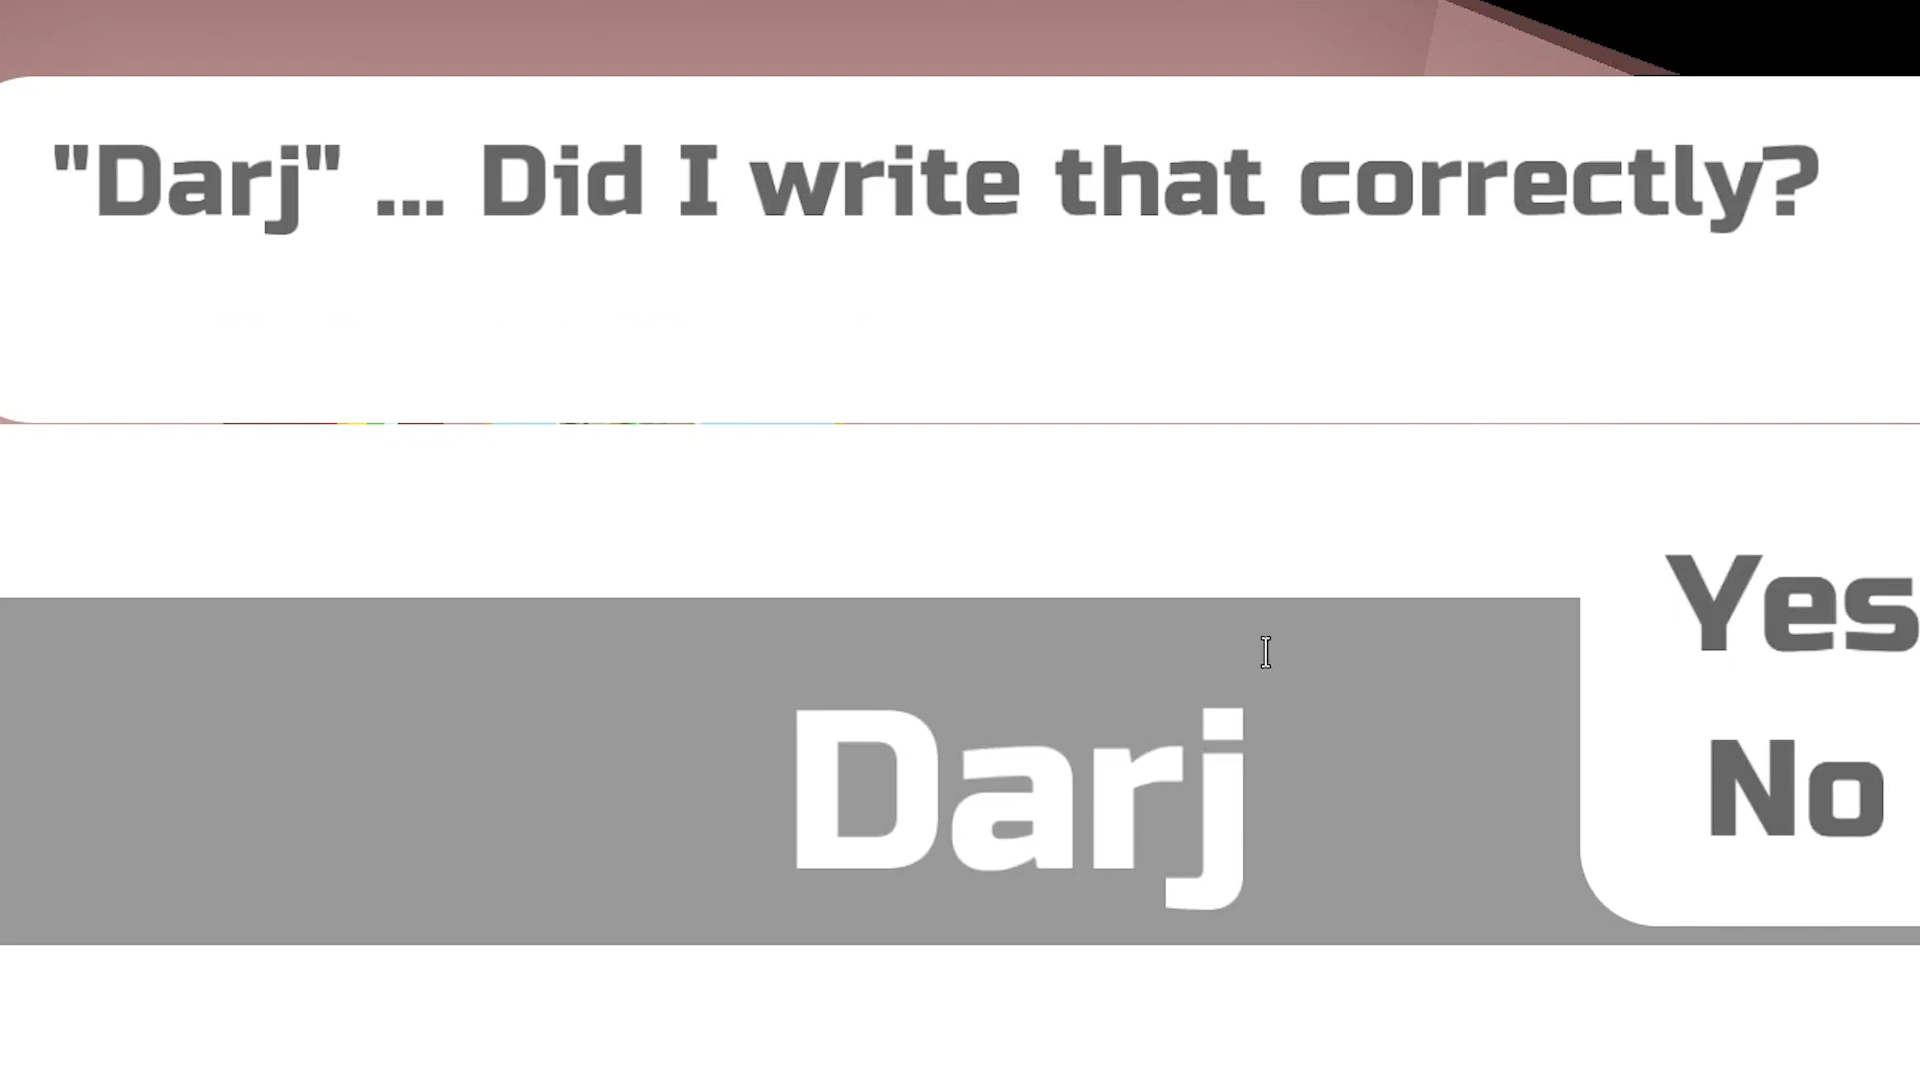 "Darj" ... Did I write that correctly?
Yes
No
Darj